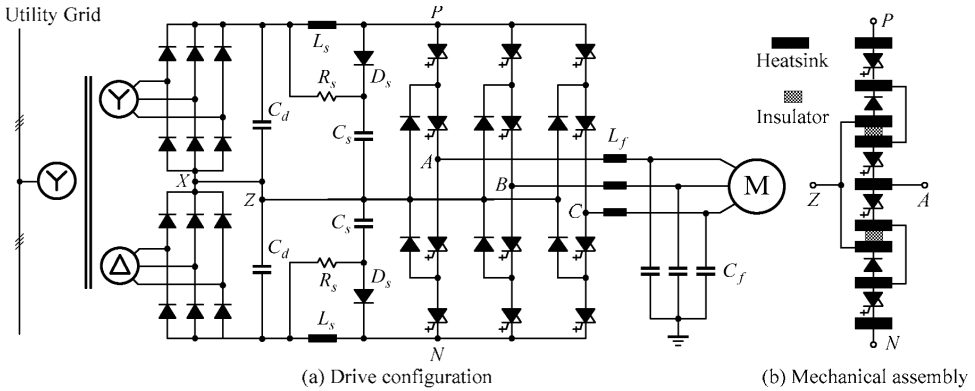 Utility Grid
P
L_s
D_s
R_s
C_d
C_s
A
L_f
X
Z
B
M
C
C_s
C_d
D_s
R_s
C_f
L_s
N
P
Heatsink
Insulator
Z
A
N
(a) Drive configuration
(b) Mechanical assembly